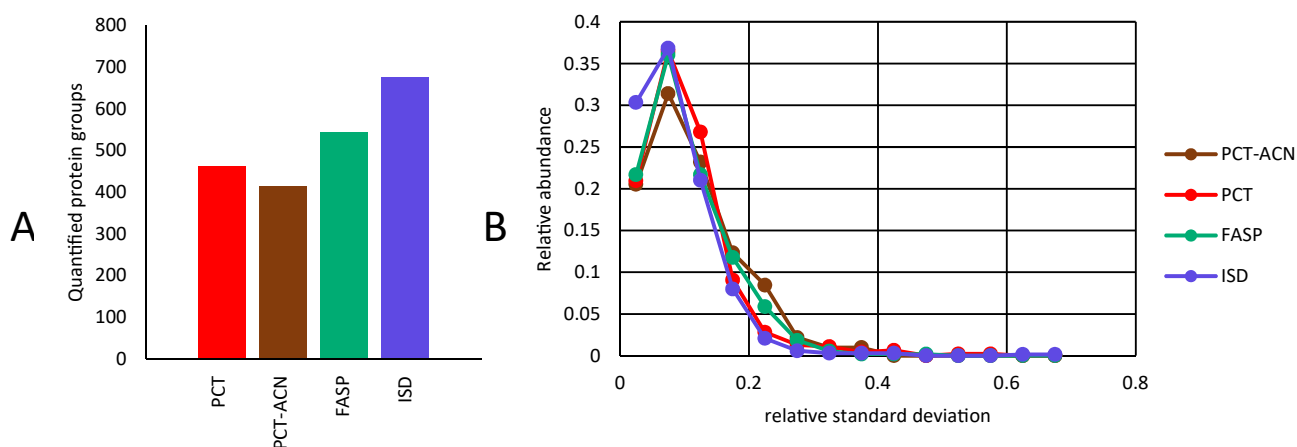 A
Quantified protein groups
800
700
600
500
400
300
200
100
0
PCT
PCT-ACN
FASP
ISD
B
Relative abundance
0.4
0.35
0.3
0.25
0.2
0.15
0.1
0.05
0
0 0.2 0.4 0.6 0.8
relative standard deviation
PCT-ACN
PCT
FASP
ISD